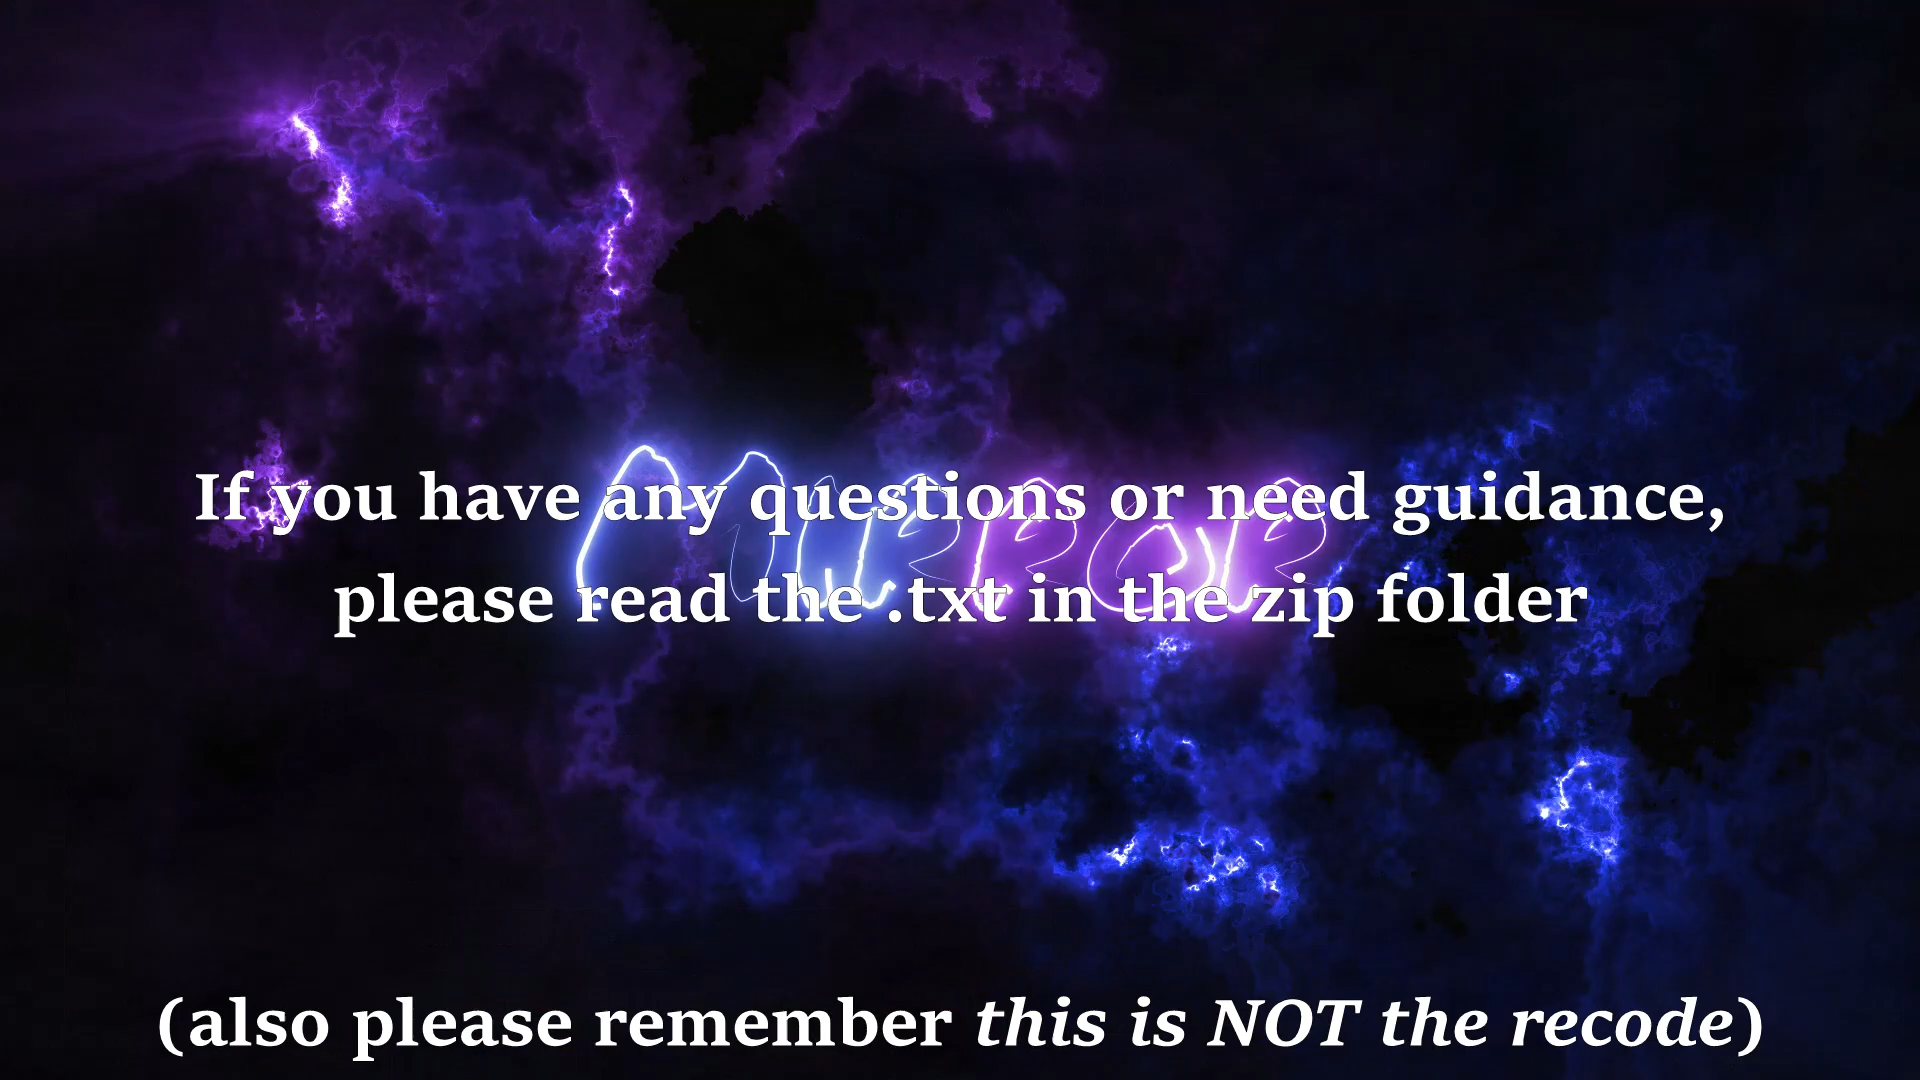 If you have any questions or need guidance,
please read the .txt in the zip folder
Mirror
(also please remember this is NOT the recode)